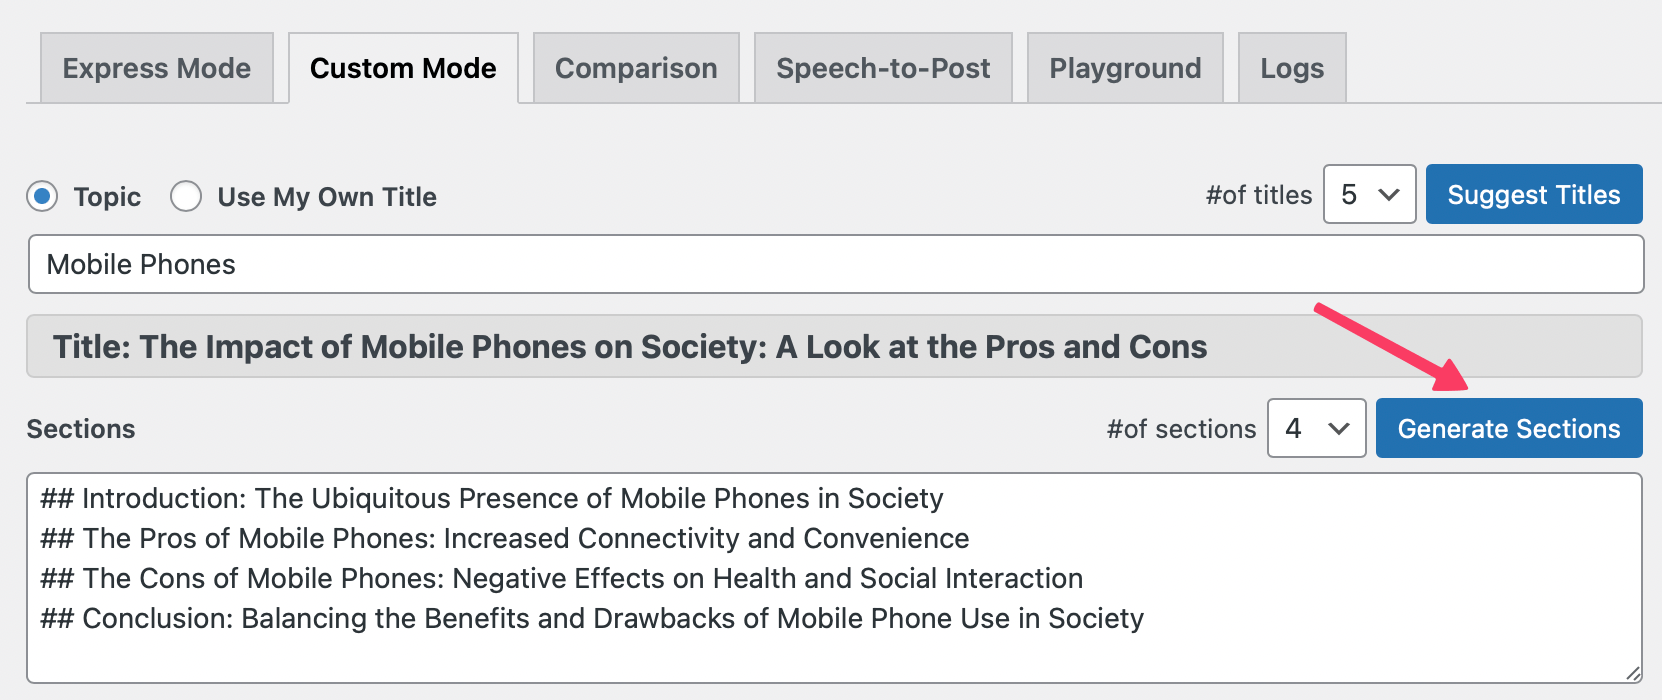 Express Mode Custom Mode Comparison Speech-to-Post Playground Logs
Topic Use My Own Title #of titles 5 Suggest Titles
Mobile Phones
Title: The Impact of Mobile Phones on Society: A Look at the Pros and Cons
Sections #of sections 4 Generate Sections
## Introduction: The Ubiquitous Presence of Mobile Phones in Society
## The Pros of Mobile Phones: Increased Connectivity and Convenience
## The Cons of Mobile Phones: Negative Effects on Health and Social Interaction
## Conclusion: Balancing the Benefits and Drawbacks of Mobile Phone Use in Society